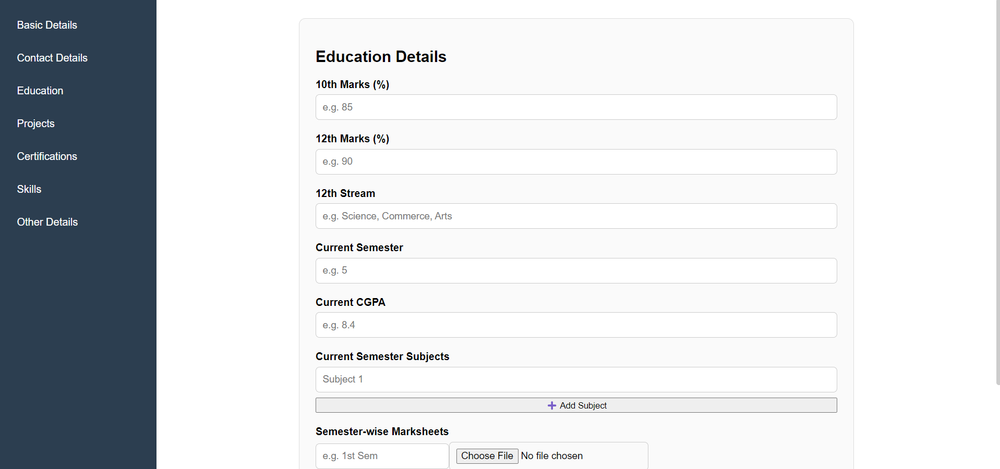 Basic Details
Contact Details
Education
Projects
Certifications
Skills
Other Details
Education Details
10th Marks (%)
e.g. 85
12th Marks (%)
e.g. 90
12th Stream
e.g. Science, Commerce, Arts
Current Semester
e.g. 5
Current CGPA
e.g. 8.4
Current Semester Subjects
Subject 1
➕ Add Subject
Semester-wise Marksheets
e.g. 1st Sem Choose File No file chosen